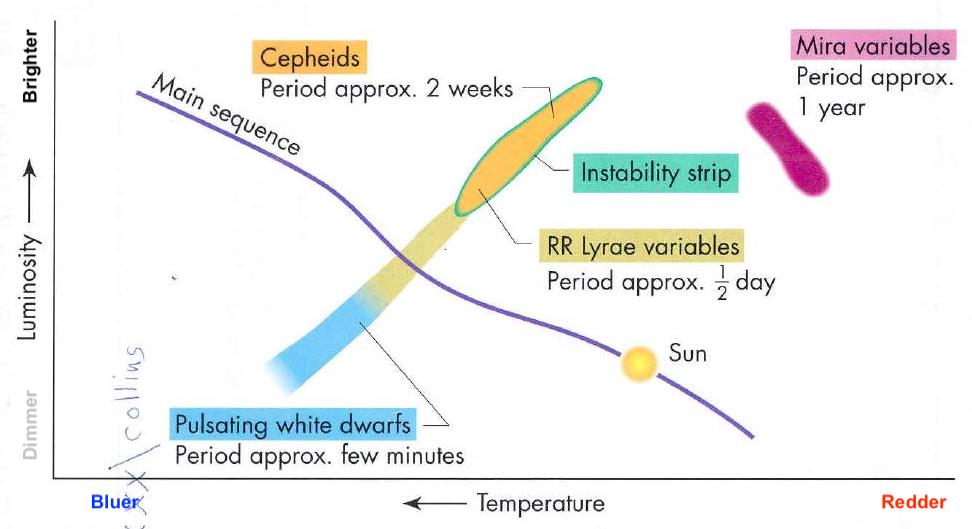 Brighter
Luminosity
Dimmer
Main sequence
Cepheids
Period approx. 2 weeks
Mira variables
Period approx.
1 year
Instability strip
RR Lyrae variables
Period approx. 1/2 day
Sun
Pulsating white dwarfs
Period approx. few minutes
collins
Bluer
Temperature
Redder